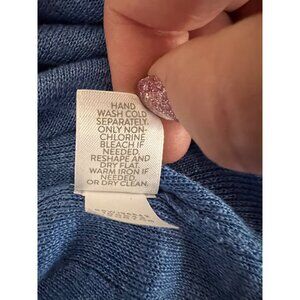 HAND
WASH COLD
SEPARATELY.
ONLY NON-
CHLORINE
BLEACH IF
NEEDED.
RESHAPE AND
DRY FLAT.
WARM IRON IF
NEEDED.
OR DRY CLEAN.